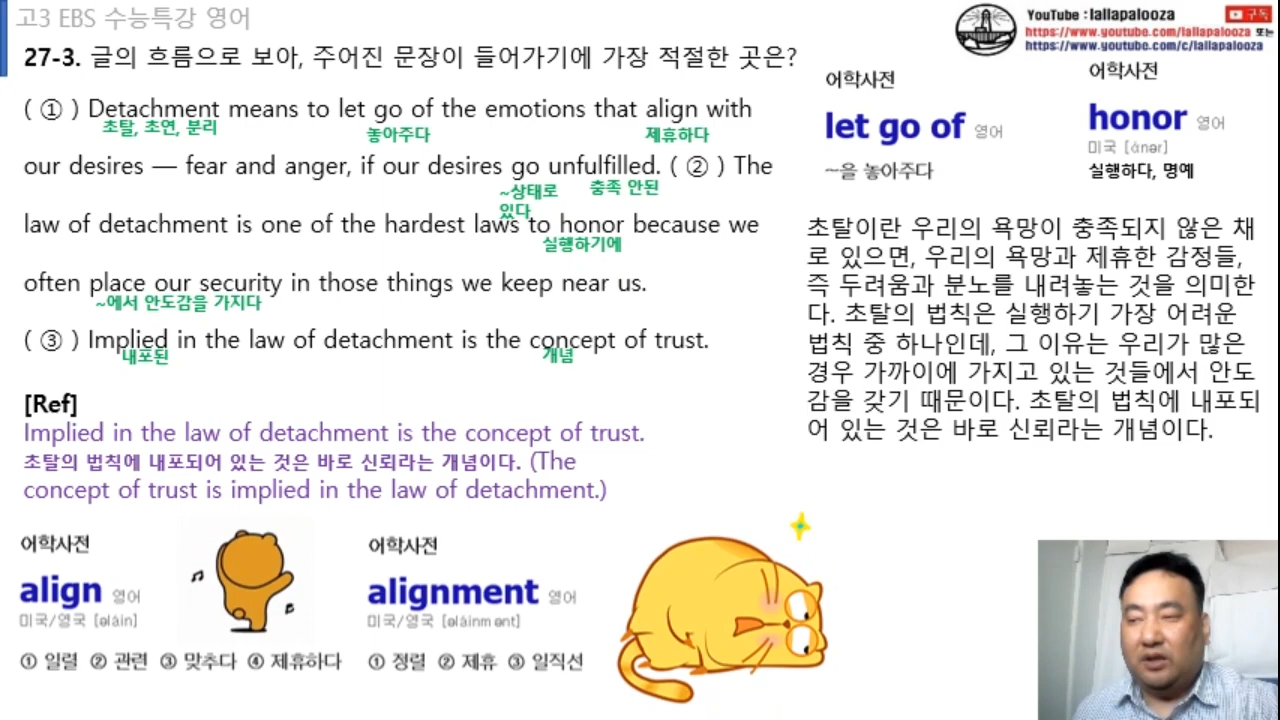 고3 EBS 수능특강 영어
YouTube : lallapalooza
구독
https://www.youtube.com/lallapalooza 또는
https://www.youtube.com/c/lallapalooza
27-3. 글의 흐름으로 보아, 주어진 문장이 들어가기에 가장 적절한 곳은?
( ① ) Detachment means to let go of the emotions that align with
초탈, 초연, 분리 놓아주다 제휴하다
our desires — fear and anger, if our desires go unfulfilled. ( ② ) The
~상태로 있다 충족 안된
law of detachment is one of the hardest laws to honor because we
실행하기에
often place our security in those things we keep near us.
~에서 안도감을 가지다
( ③ ) Implied in the law of detachment is the concept of trust.
내포된 개념
[Ref]
Implied in the law of detachment is the concept of trust.
초탈의 법칙에 내포되어 있는 것은 바로 신뢰라는 개념이다. (The
concept of trust is implied in the law of detachment.)
어학사전
let go of 영어
~을 놓아주다
어학사전
honor 영어
미국 [ánər]
실행하다, 명예
초탈이란 우리의 욕망이 충족되지 않은 채
로 있으면, 우리의 욕망과 제휴한 감정들,
즉 두려움과 분노를 내려놓는 것을 의미한
다. 초탈의 법칙은 실행하기 가장 어려운
법칙 중 하나인데, 그 이유는 우리가 많은
경우 가까이에 가지고 있는 것들에서 안도
감을 갖기 때문이다. 초탈의 법칙에 내포되
어 있는 것은 바로 신뢰라는 개념이다.
어학사전
align 영어
미국/영국 [əláin]
① 일렬 ② 관련 ③ 맞추다 ④ 제휴하다
어학사전
alignment 영어
미국/영국 [əláinmənt]
① 정렬 ② 제휴 ③ 일직선